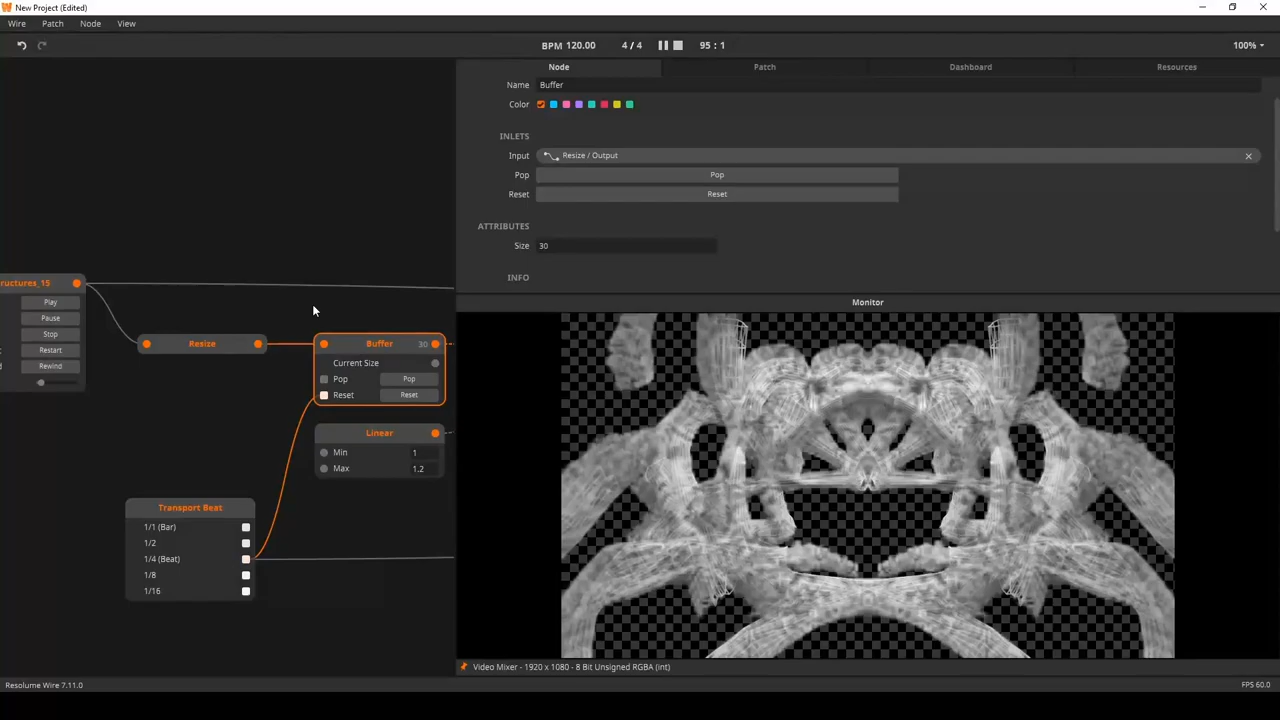 New Project (Edited)
Wire Patch Node View
BPM 120.00 4 / 4 95 : 1 100%
Node Patch Dashboard Resources
Name Buffer
Color
INLETS
Input Resize / Output
Pop Pop
Reset Reset
ATTRIBUTES
Size 30
INFO
Monitor
ructures_15
Play
Pause
Stop
Restart
Rewind
Resize
Buffer 30
Current Size
Pop Pop
Reset Reset
Linear
Min 1
Max 1.2
Transport Beat
1/1 (Bar)
1/2
1/4 (Beat)
1/8
1/16
Video Mixer - 1920 x 1080 - 8 Bit Unsigned RGBA (int)
Resolume Wire 7.11.0 FPS 60.0